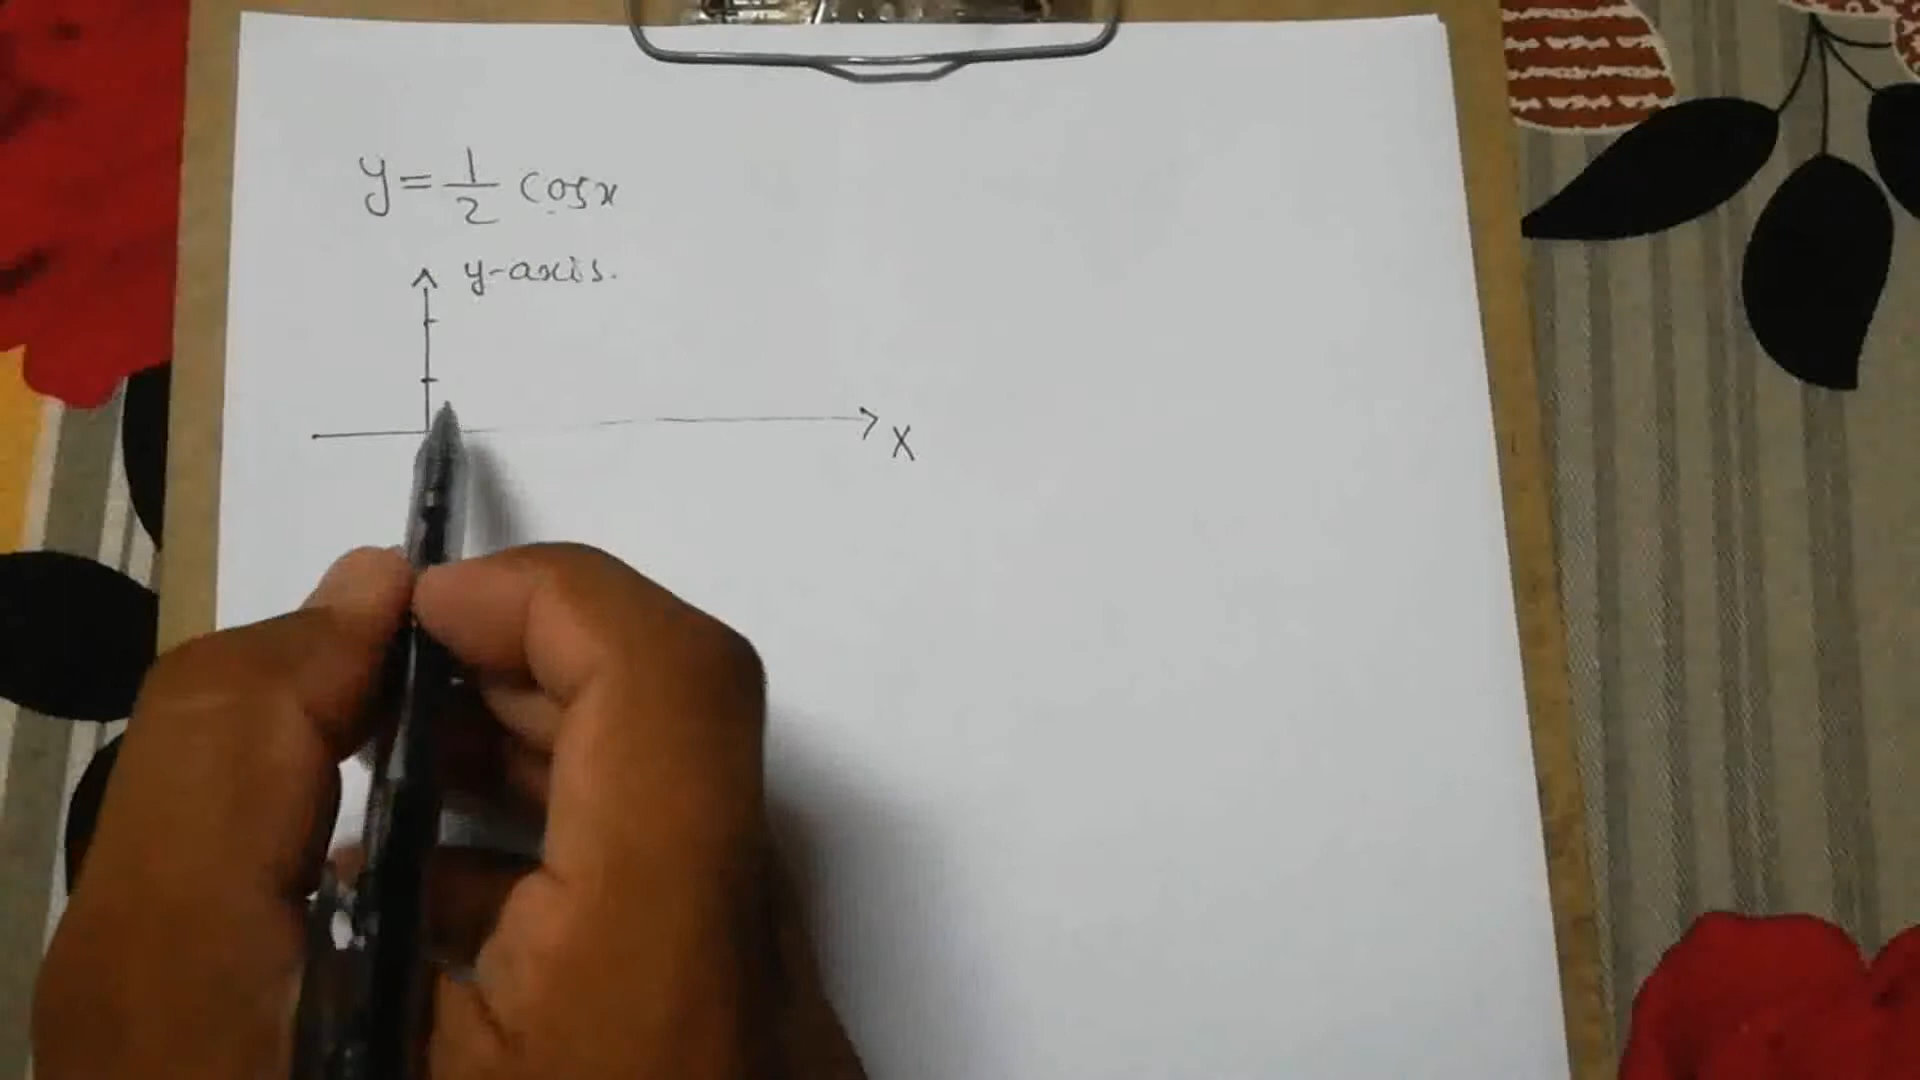 y = 1/2 cosx
y-axis.
X